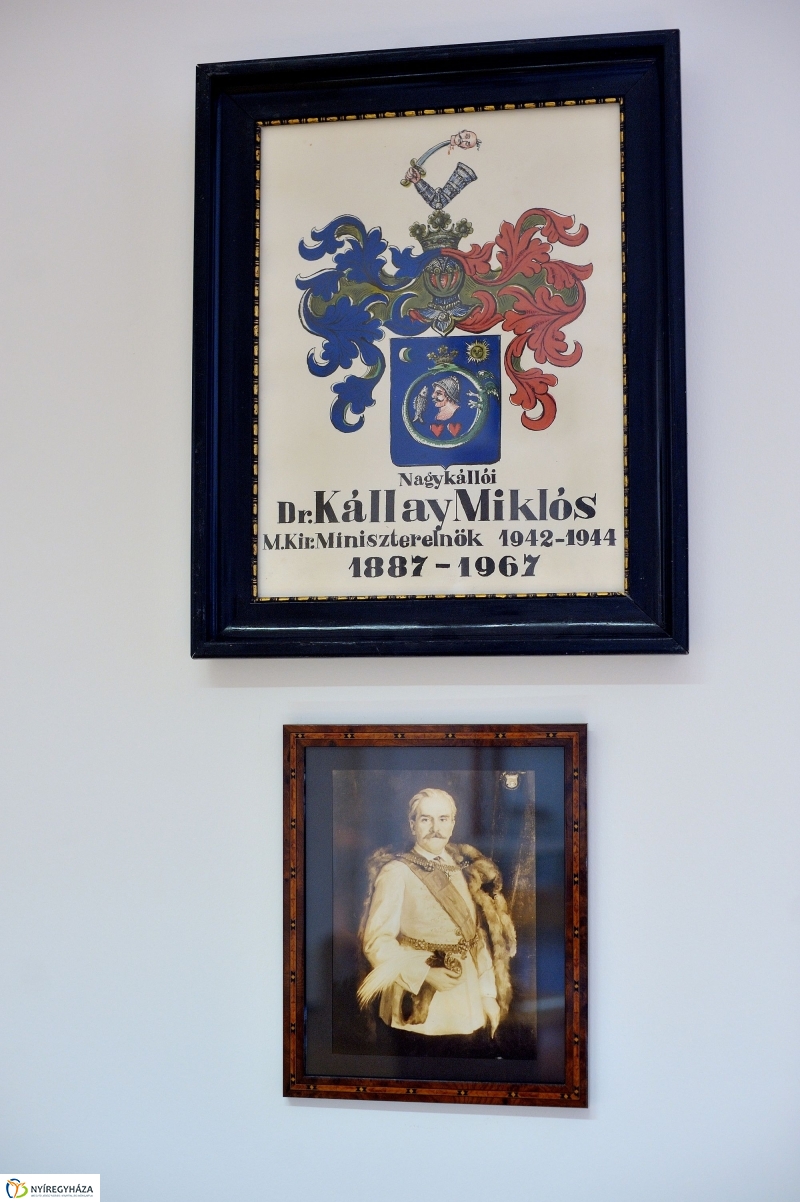 Nagykállói
Dr. Kállay Miklós
M.Kir. Miniszterelnök 1942-1944
1887-1967
NYÍREGYHÁZA